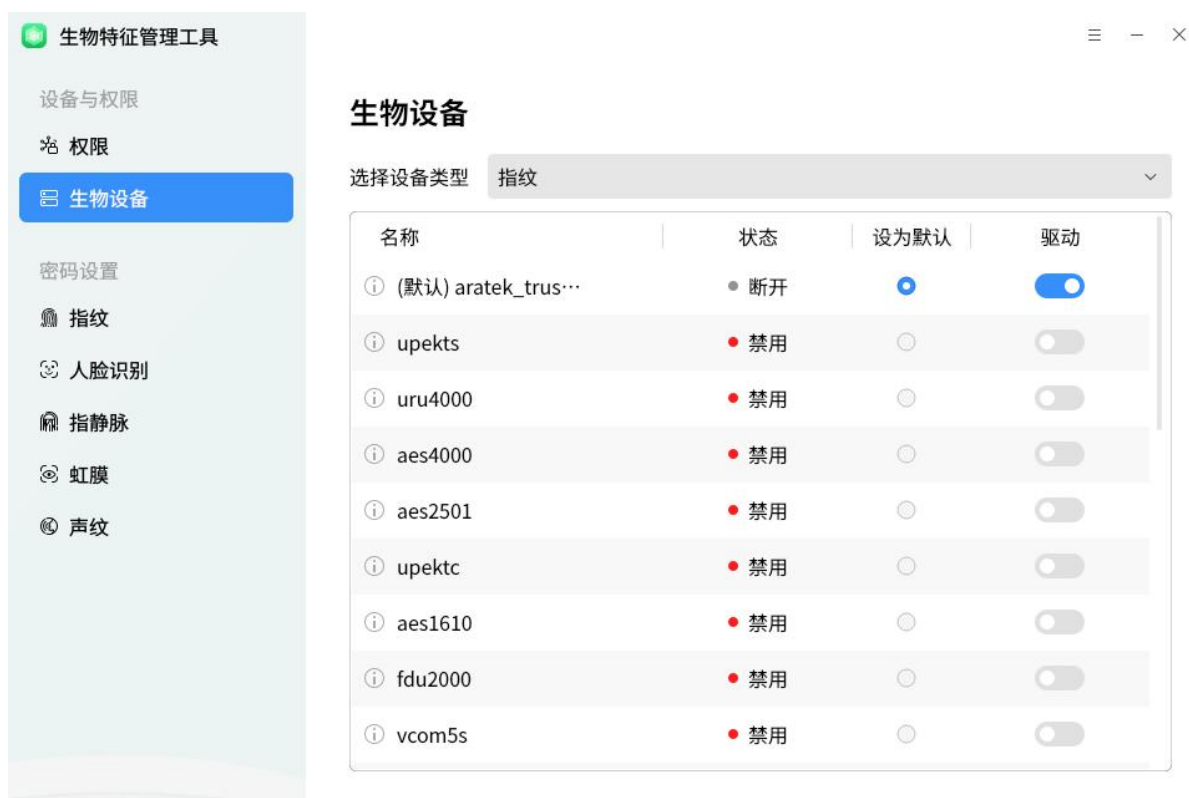 生物特征管理工具
设备与权限
权限
生物设备
密码设置
指纹
人脸识别
指静脉
虹膜
声纹
生物设备
选择设备类型 指纹
名称 状态 设为默认 驱动
(默认) aratek_trus… 断开
upekts 禁用
uru4000 禁用
aes4000 禁用
aes2501 禁用
upektc 禁用
aes1610 禁用
fdu2000 禁用
vcom5s 禁用